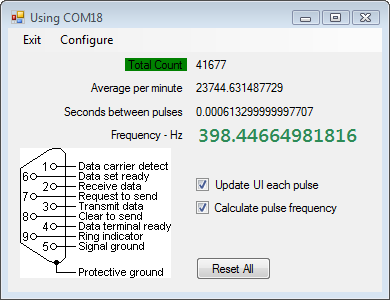 Using COM18
Exit Configure
Total Count 41677
Average per minute 23744.631487729
Seconds between pulses 0.000613299999997707
Frequency - Hz 398.44664981816
1 Data carrier detect
6 Data set ready
2 Receive data
7 Request to send
3 Transmit data
8 Clear to send
4 Data terminal ready
9 Ring indicator
5 Signal ground
Protective ground
Update UI each pulse
Calculate pulse frequency
Reset All